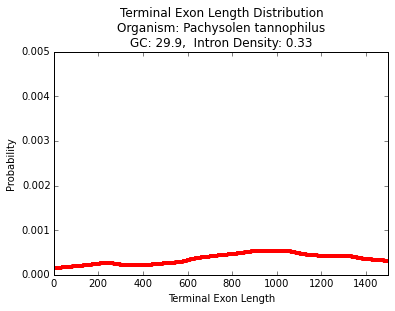 Terminal Exon Length Distribution
Organism: Pachysolen tannophilus
GC: 29.9,  Intron Density: 0.33
0.005
0.004
0.003
0.002
0.001
0.000
Probability
0 200 400 600 800 1000 1200 1400
Terminal Exon Length